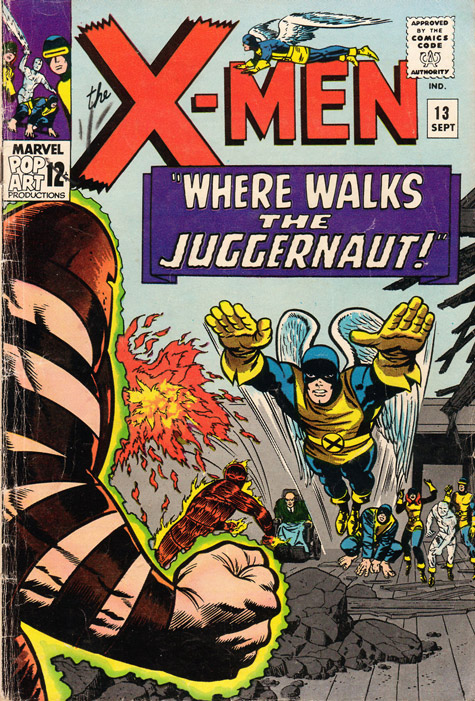 the
X-MEN
APPROVED
BY THE
COMICS
CODE
CA
AUTHORITY
IND.
13
SEPT
MARVEL
POP
ART
12¢
PRODUCTIONS
"WHERE WALKS
THE
JUGGERNAUT!"
X